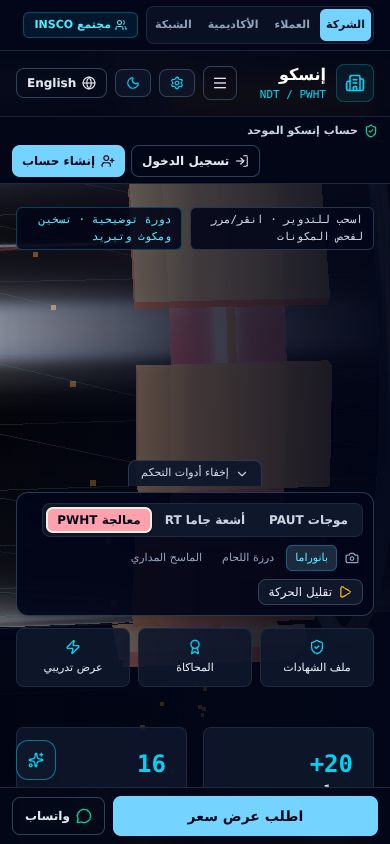 الشركة
العملاء
الأكاديمية
الشبكة
مجتمع INSCO
إنسكو
NDT / PWHT
English
حساب إنسكو الموحد
تسجيل الدخول
إنشاء حساب
اسحب للتدوير · انقر/مرر
لفحص المكونات
دورة توضيحية · تسخين
ومكوث وتبريد
إخفاء أدوات التحكم
موجات PAUT
أشعة جاما RT
معالجة PWHT
بانوراما
درزة اللحام
الماسح المداري
تقليل الحركة
ملف الشهادات
المحاكاة
عرض تدريبي
+20
16
اطلب عرض سعر
واتساب